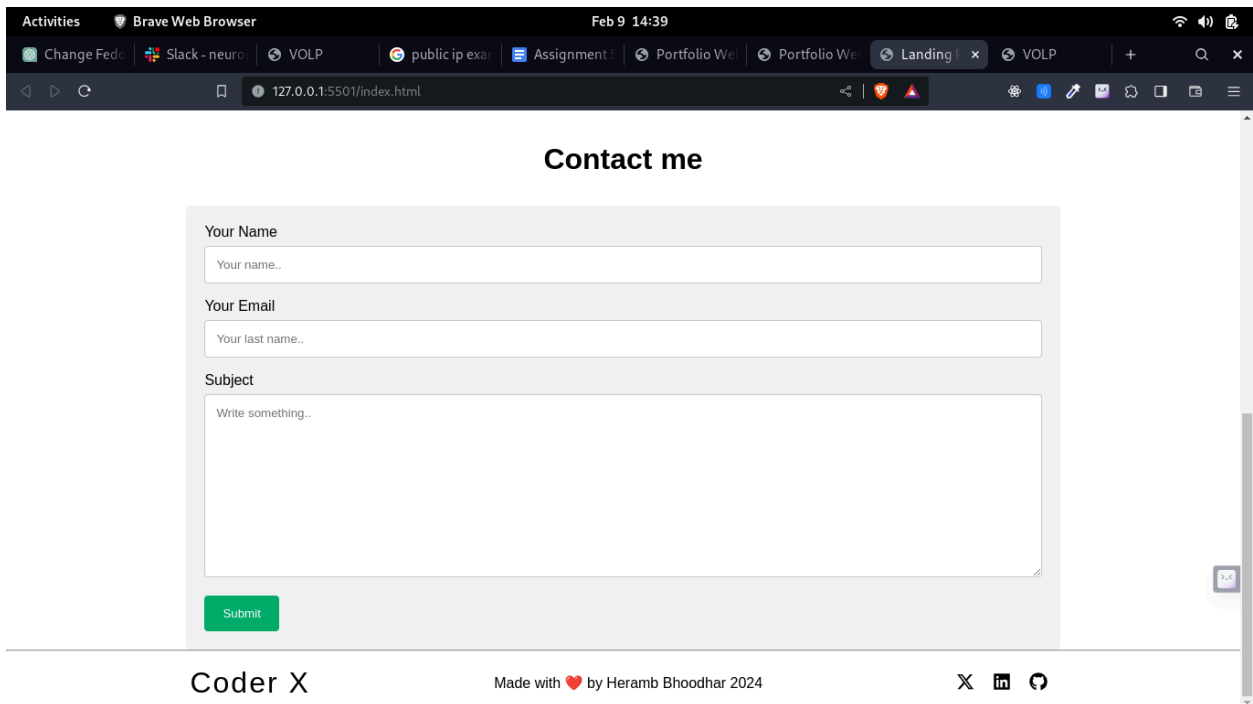 Activities Brave Web Browser Feb 9 14:39
Change Fedo Slack - neuro VOLP public ip exa Assignment 5 Portfolio We Portfolio We Landing VOLP
127.0.0.1:5501/index.html
Contact me
Your Name
Your name..
Your Email
Your last name..
Subject
Write something..
Submit
Coder X Made with ❤️ by Heramb Bhoodhar 2024